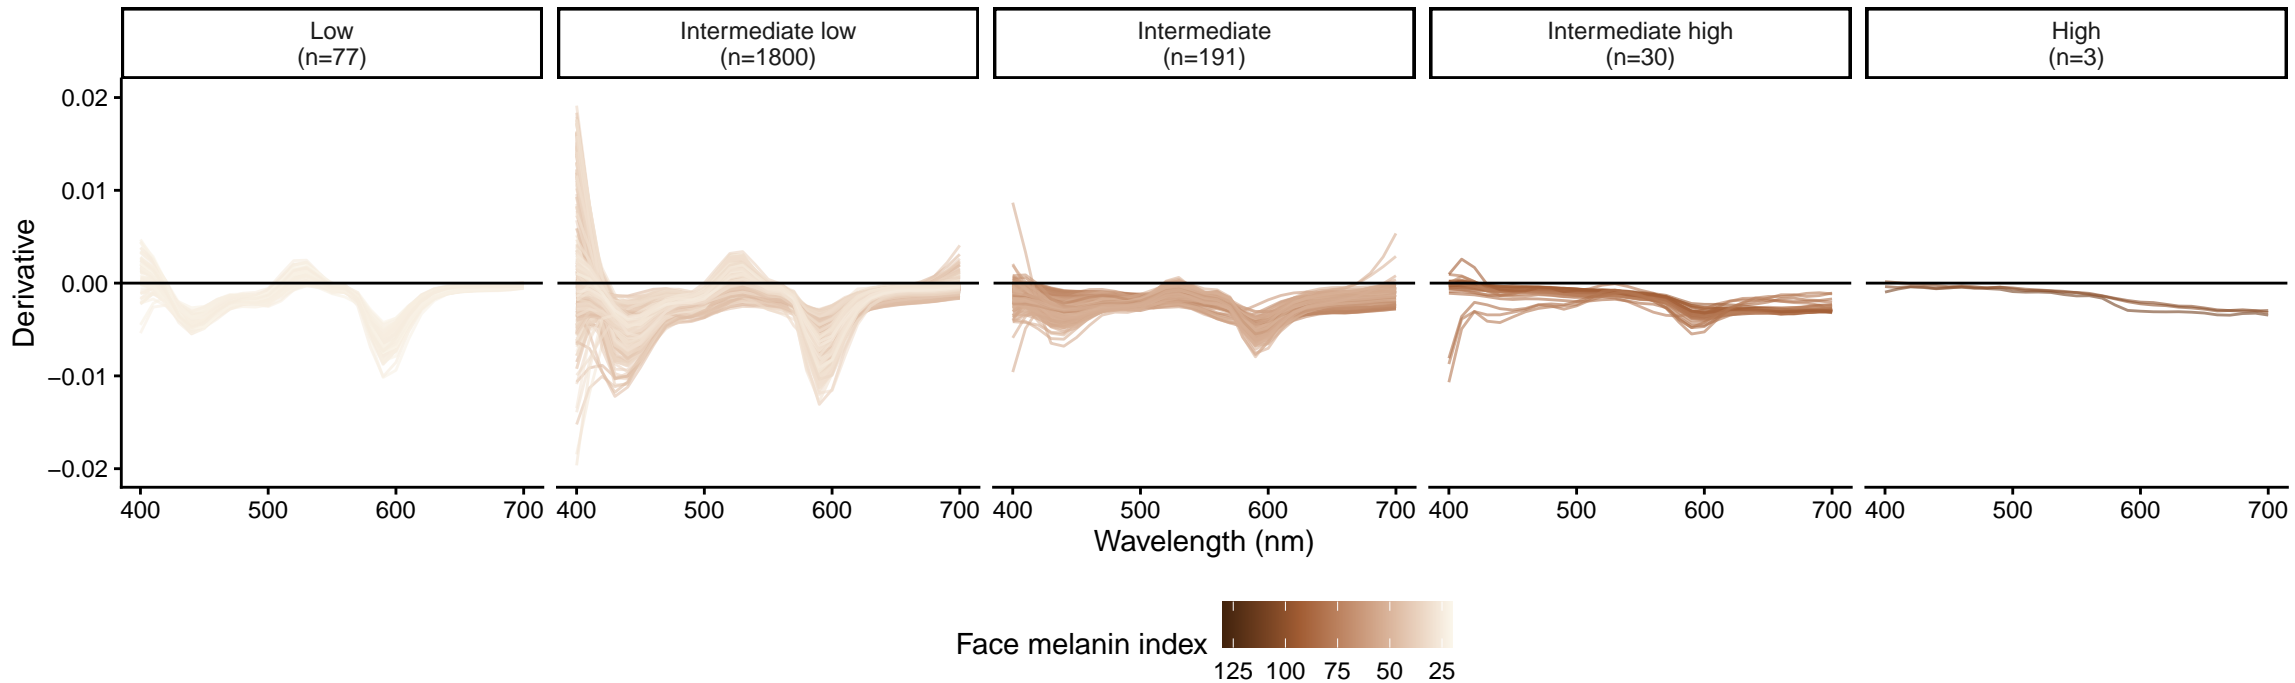 Low
(n=77)
Intermediate low
(n=1800)
Intermediate
(n=191)
Intermediate high
(n=30)
High
(n=3)
Derivative
0.02
0.01
0.00
−0.01
−0.02
400 500 600 700
400 500 600 700
400 500 600 700
400 500 600 700
400 500 600 700
Wavelength (nm)
Face melanin index
125 100 75 50 25